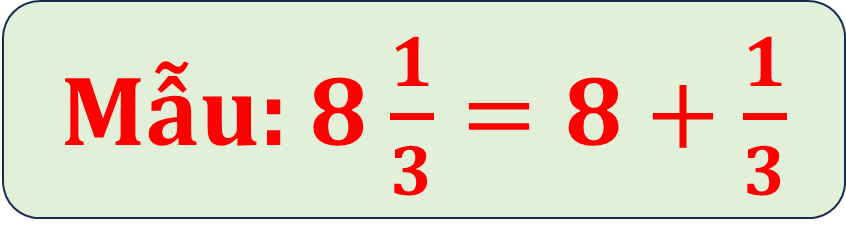 Mẫu: 8 1/3 = 8 + 1/3